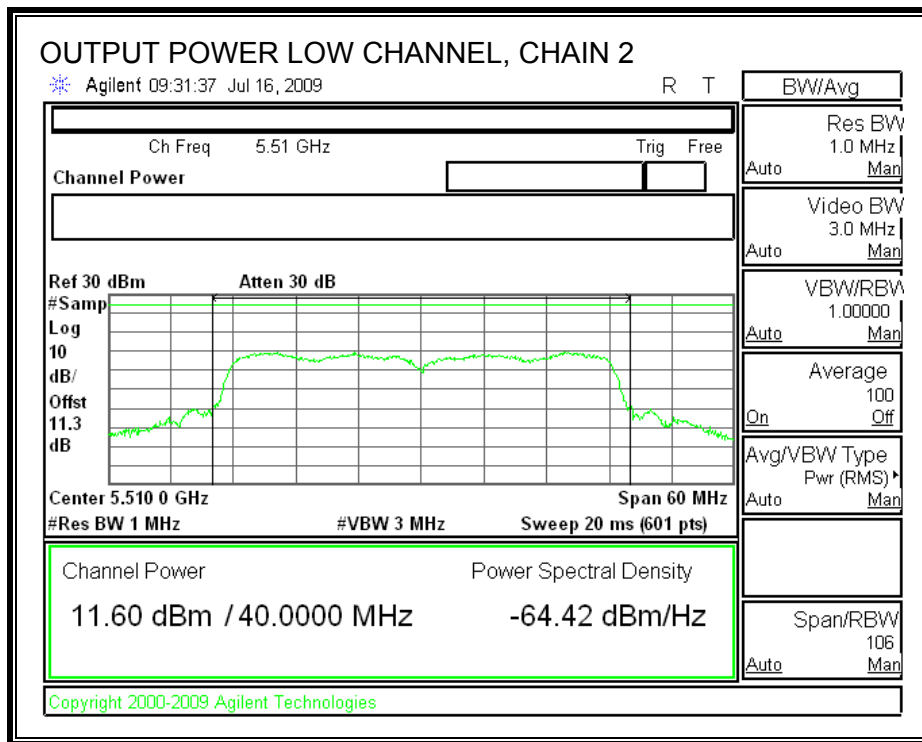 OUTPUT POWER LOW CHANNEL, CHAIN 2
Agilent 09:31:37 Jul 16, 2009 R T
Ch Freq 5.51 GHz Trig Free
Channel Power
Ref 30 dBm Atten 30 dB
#Samp
Log
10
dB/
Offst
11.3
dB
Center 5.510 0 GHz Span 60 MHz
#Res BW 1 MHz #VBW 3 MHz Sweep 20 ms (601 pts)
Channel Power Power Spectral Density
11.60 dBm / 40.0000 MHz -64.42 dBm/Hz
Copyright 2000-2009 Agilent Technologies
BW/Avg
Res BW
1.0 MHz
Auto Man
Video BW
3.0 MHz
Auto Man
VBW/RBW
1.00000
Auto Man
Average
100
On Off
Avg/VBW Type
Pwr (RMS)
Auto Man
Span/RBW
106
Auto Man